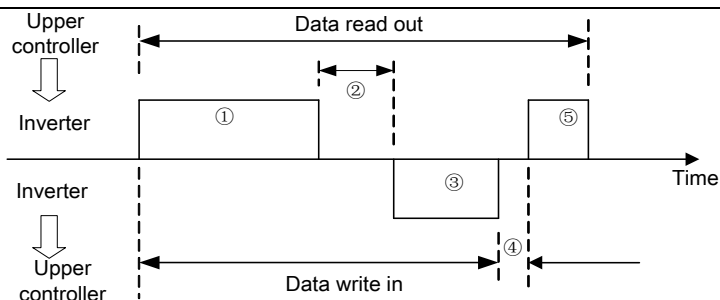 Upper
controller
Data read out
②
①
⑤
Inverter
Time
Inverter
③
④
Upper
controller
Data write in